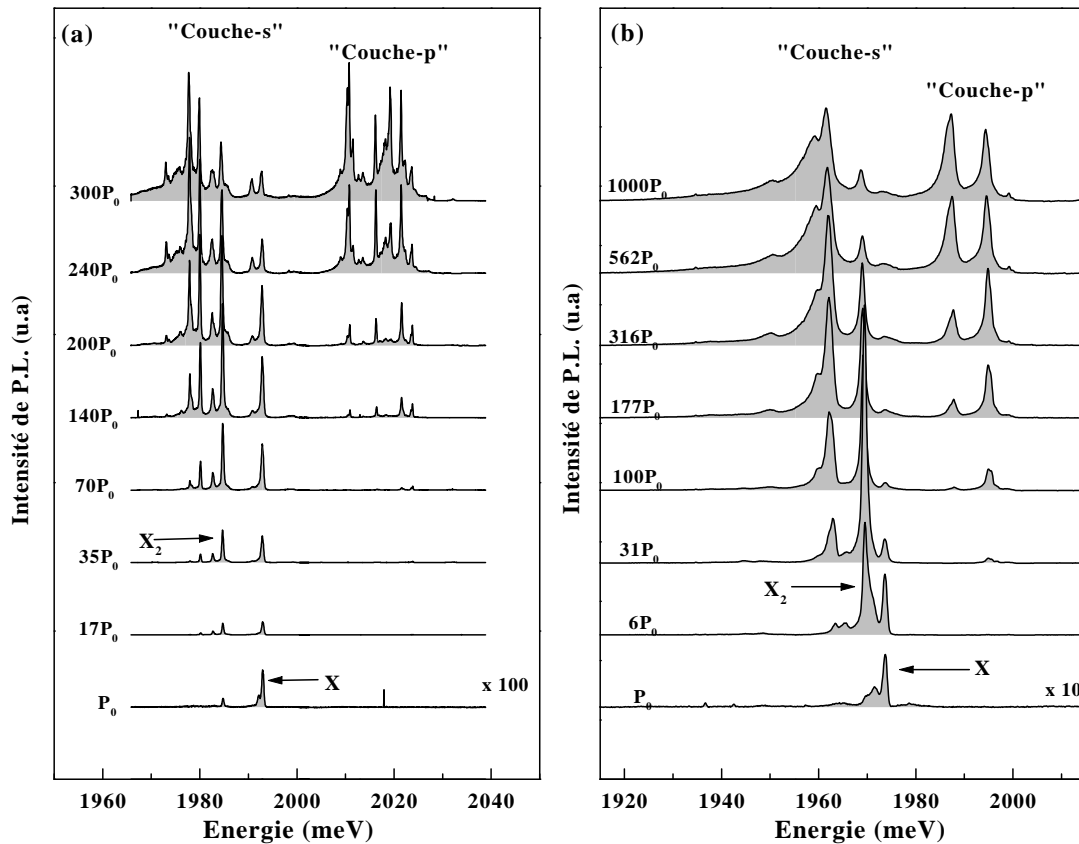 (a)
"Couche-s"
"Couche-p"
300P₀
240P₀
200P₀
140P₀
70P₀
X₂
35P₀
17P₀
X
x 100
P₀
1960 1980 2000 2020 2040
Energie (meV)
Intensité de P.L. (u.a)
(b)
"Couche-s"
"Couche-p"
1000P₀
562P₀
316P₀
177P₀
100P₀
31P₀
X₂
6P₀
X
x 10
P₀
1920 1940 1960 1980 2000
Energie (meV)
Intensité de P.L. (u.a)